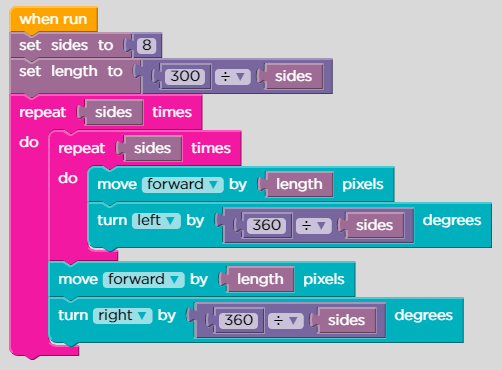 when run
set sides to 8
set length to 300 ÷ ▼ sides
repeat sides times
do repeat sides times
do move forward ▼ by length pixels
turn left ▼ by 360 ÷ ▼ sides degrees
move forward ▼ by length pixels
turn right ▼ by 360 ÷ ▼ sides degrees